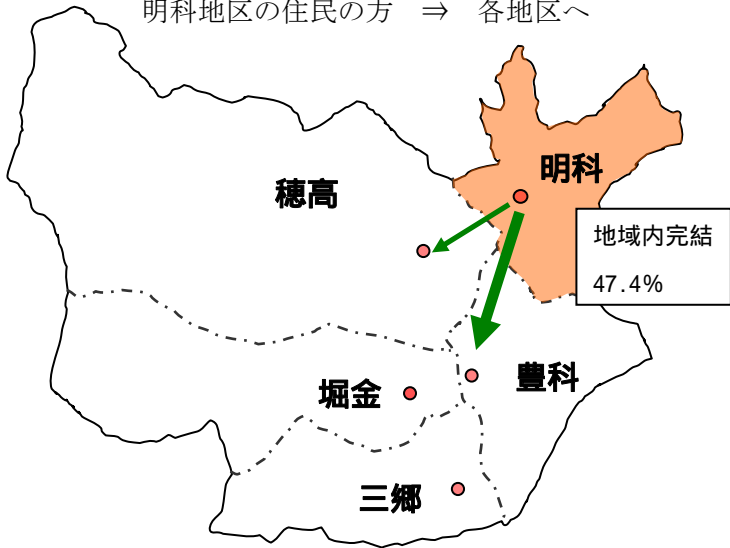 明科地区の住民の方 ⇒ 各地区へ
明科
穂高
地域内完結
47.4%
豊科
堀金
三郷